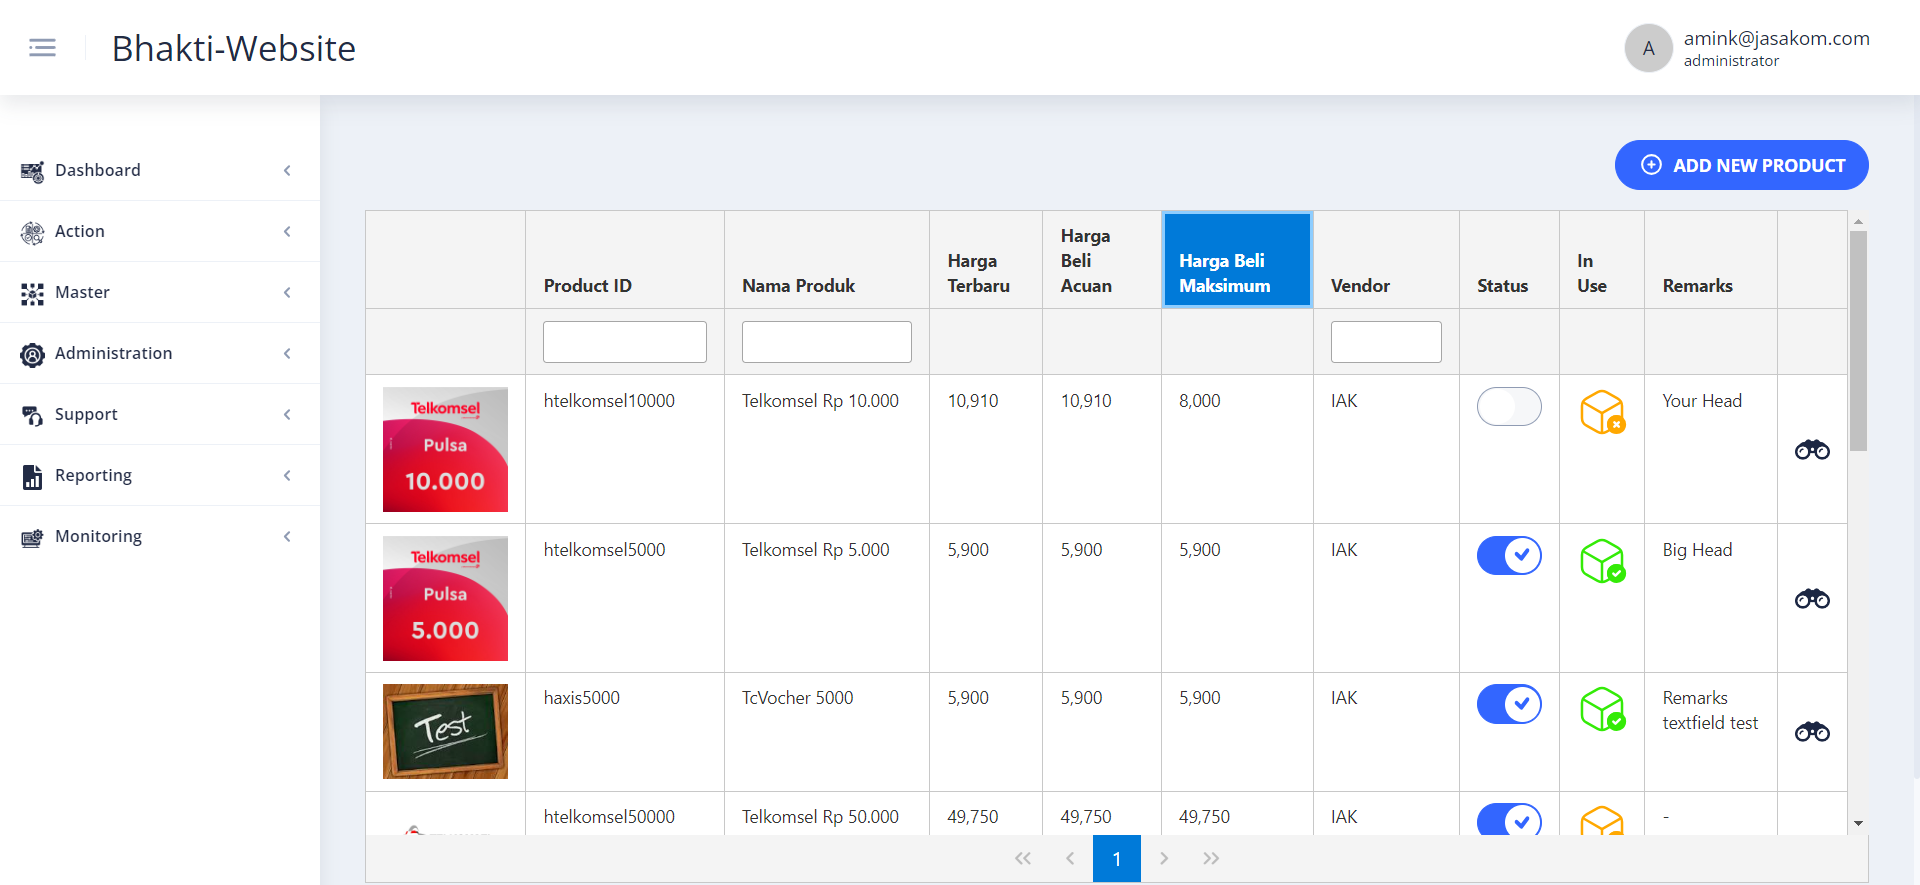 Bhakti-Website
A
amink@jasakom.com
administrator
Dashboard
Action
Master
Administration
Support
Reporting
Monitoring
ADD NEW PRODUCT
Product ID
Nama Produk
Harga
Terbaru
Harga
Beli
Acuan
Harga Beli
Maksimum
Vendor
Status
In
Use
Remarks
Telkomsel
Pulsa
10.000
htelkomsel10000
Telkomsel Rp 10.000
10,910
10,910
8,000
IAK
Your Head
Telkomsel
Pulsa
5.000
htelkomsel5000
Telkomsel Rp 5.000
5,900
5,900
5,900
IAK
Big Head
Test
haxis5000
TcVocher 5000
5,900
5,900
5,900
IAK
Remarks
textfield test
htelkomsel50000
Telkomsel Rp 50.000
49,750
49,750
49,750
IAK
-
1